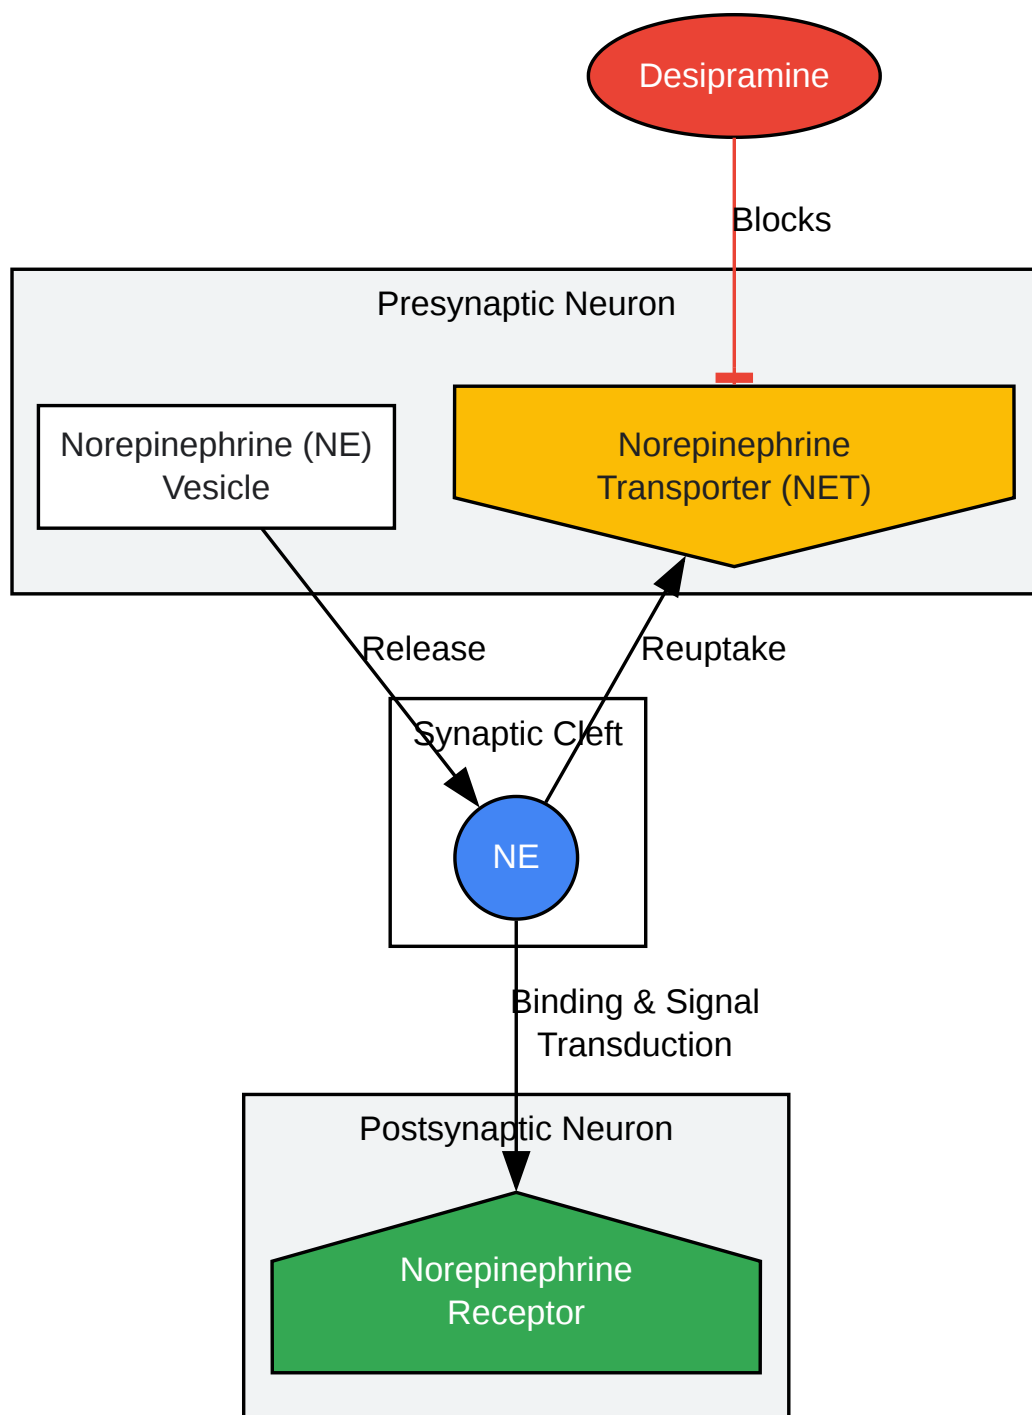 Desipramine
Blocks
Presynaptic Neuron
Norepinephrine (NE)
Vesicle
Norepinephrine
Transporter (NET)
Release
Reuptake
Synaptic Cleft
NE
Binding & Signal
Transduction
Postsynaptic Neuron
Norepinephrine
Receptor